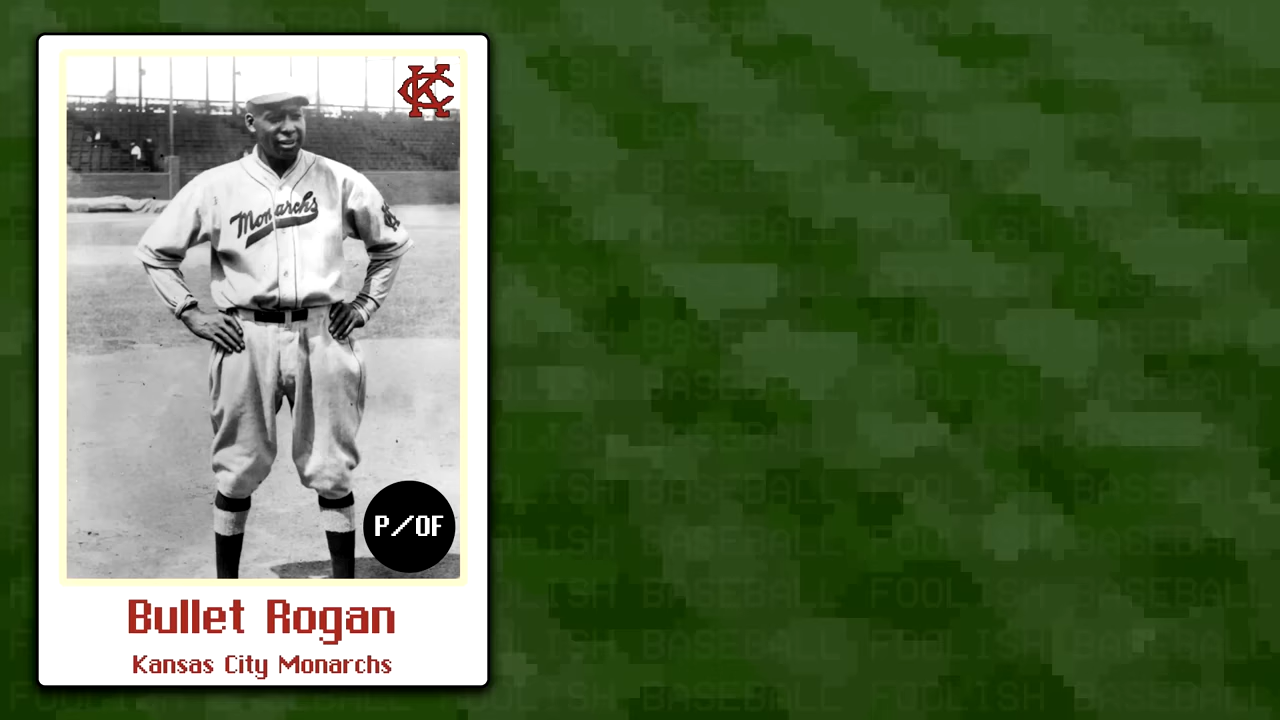 KC
Monarchs
P/OF
Bullet Rogan
Kansas City Monarchs
FOOLISH BASEBALL